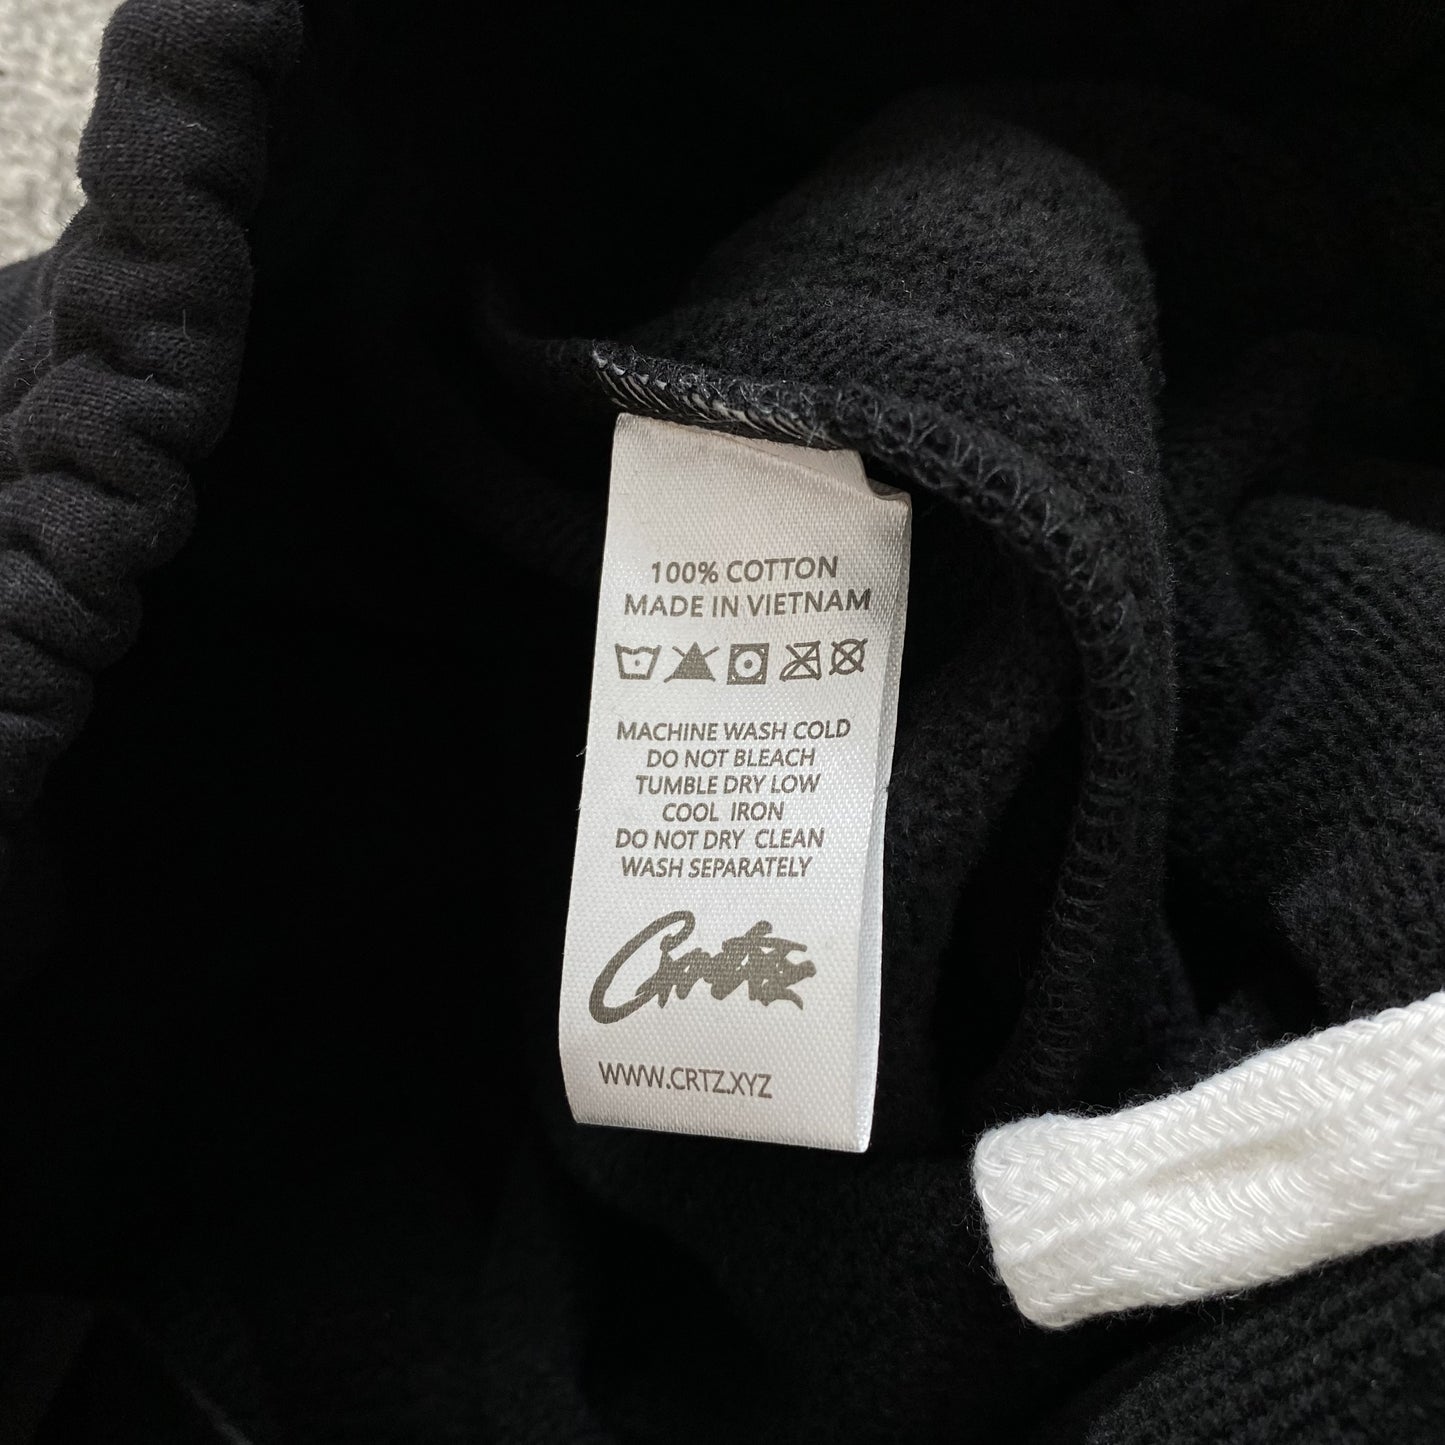 100% COTTON
MADE IN VIETNAM
MACHINE WASH COLD
DO NOT BLEACH
TUMBLE DRY LOW
COOL IRON
DO NOT DRY CLEAN
WASH SEPARATELY
Crtz
WWW.CRTZ.XYZ